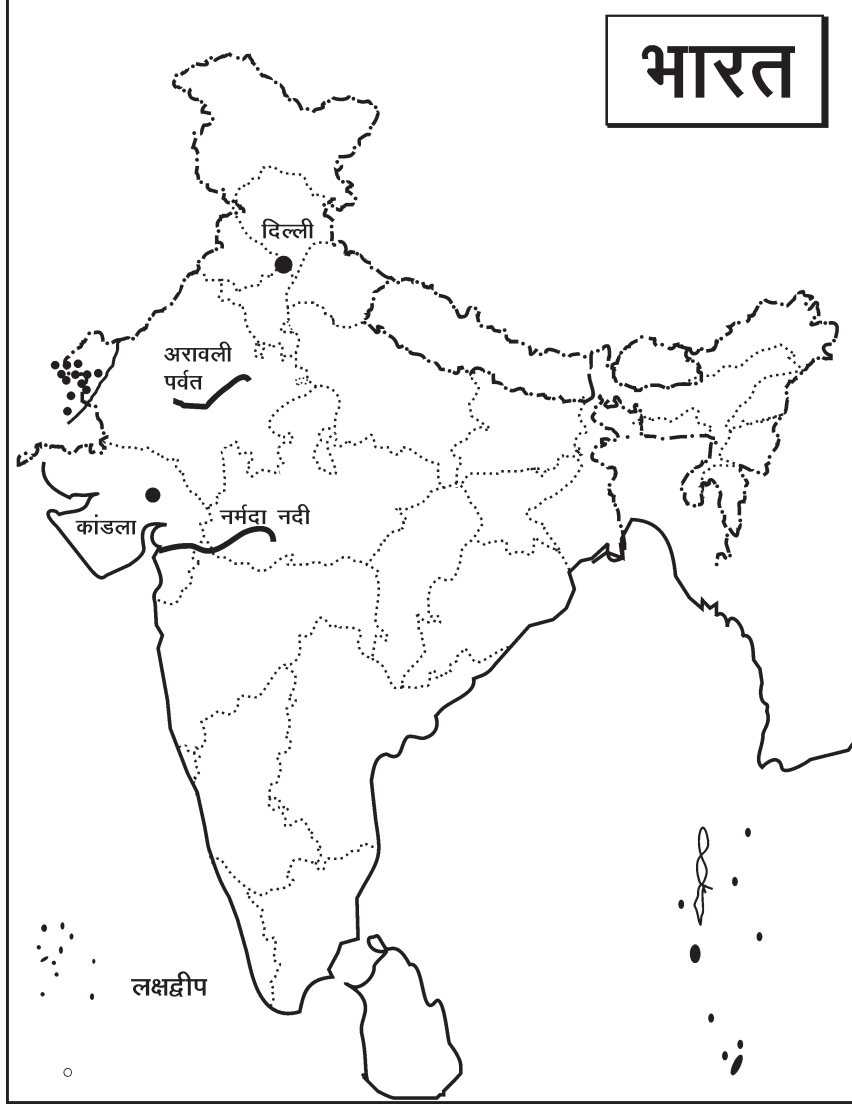 भारत
दिल्ली
अरावली
पर्वत
कांडला
नर्मदा नदी
लक्षद्वीप